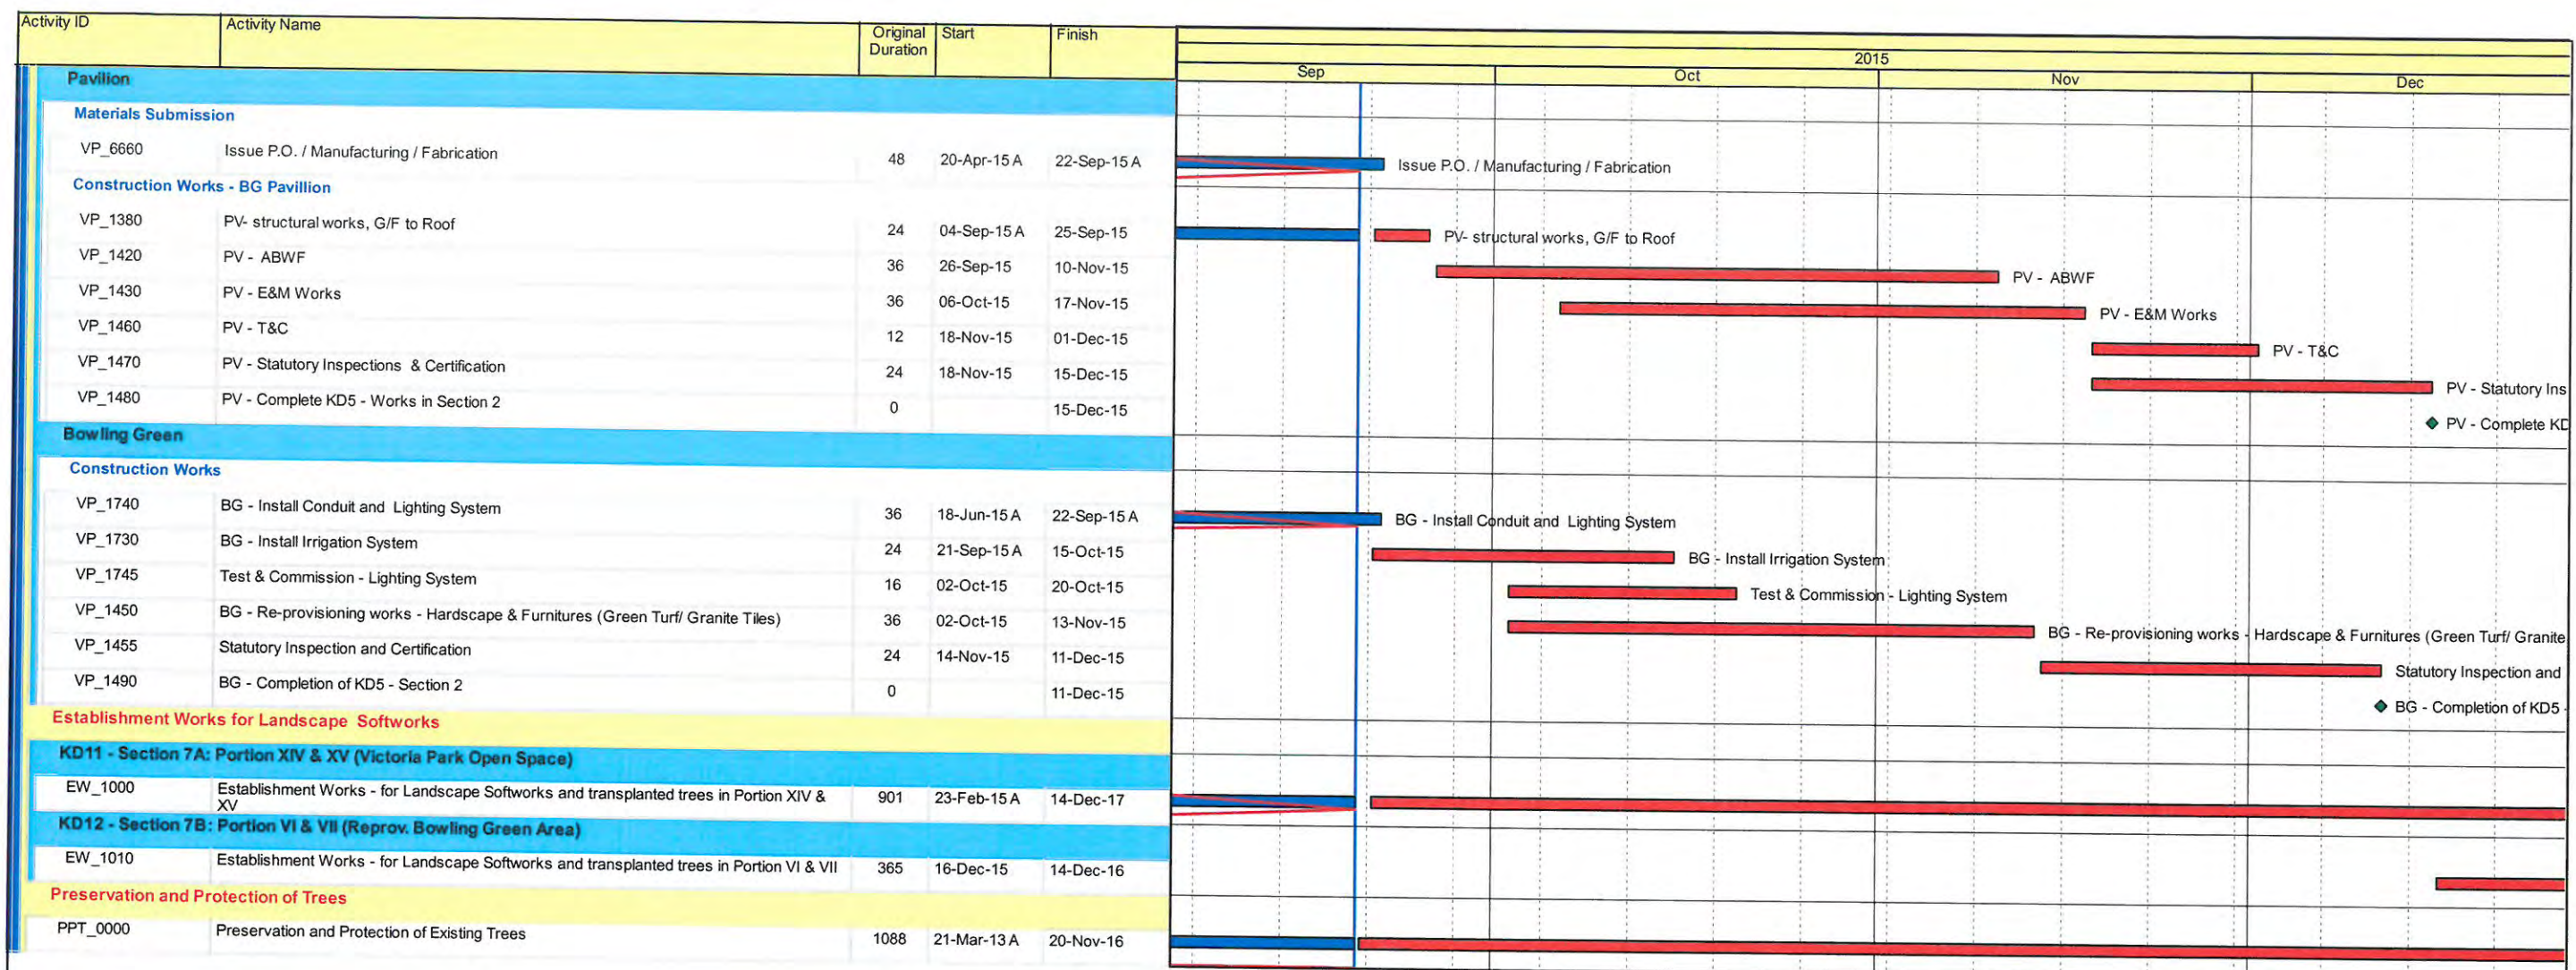 Activity ID Activity Name Original Duration Start Finish
2015
Sep Oct Nov Dec
Pavilion
Materials Submission
VP_6660 Issue P.O. / Manufacturing / Fabrication 48 20-Apr-15 A 22-Sep-15 A Issue P.O. / Manufacturing / Fabrication
Construction Works - BG Pavillion
VP_1380 PV- structural works, G/F to Roof 24 04-Sep-15 A 25-Sep-15 PV- structural works, G/F to Roof
VP_1420 PV - ABWF 36 26-Sep-15 10-Nov-15 PV - ABWF
VP_1430 PV - E&M Works 36 06-Oct-15 17-Nov-15 PV - E&M Works
VP_1460 PV - T&C 12 18-Nov-15 01-Dec-15 PV - T&C
VP_1470 PV - Statutory Inspections & Certification 24 18-Nov-15 15-Dec-15 PV - Statutory Ins
VP_1480 PV - Complete KD5 - Works in Section 2 0 15-Dec-15 PV - Complete KD
Bowling Green
Construction Works
VP_1740 BG - Install Conduit and Lighting System 36 18-Jun-15 A 22-Sep-15 A BG - Install Conduit and Lighting System
VP_1730 BG - Install Irrigation System 24 21-Sep-15 A 15-Oct-15 BG - Install Irrigation System
VP_1745 Test & Commission - Lighting System 16 02-Oct-15 20-Oct-15 Test & Commission - Lighting System
VP_1450 BG - Re-provisioning works - Hardscape & Furnitures (Green Turf/ Granite Tiles) 36 02-Oct-15 13-Nov-15 BG - Re-provisioning works - Hardscape & Furnitures (Green Turf/ Granite
VP_1455 Statutory Inspection and Certification 24 14-Nov-15 11-Dec-15 Statutory Inspection and
VP_1490 BG - Completion of KD5 - Section 2 0 11-Dec-15 BG - Completion of KD5 -
Establishment Works for Landscape Softworks
KD11 - Section 7A: Portion XIV & XV (Victoria Park Open Space)
EW_1000 Establishment Works - for Landscape Softworks and transplanted trees in Portion XIV & 901 23-Feb-15 A 14-Dec-17
XV
KD12 - Section 7B: Portion VI & VII (Reprov. Bowling Green Area)
EW_1010 Establishment Works - for Landscape Softworks and transplanted trees in Portion VI & VII 365 16-Dec-15 14-Dec-16
Preservation and Protection of Trees
PPT_0000 Preservation and Protection of Existing Trees 1088 21-Mar-13 A 20-Nov-16